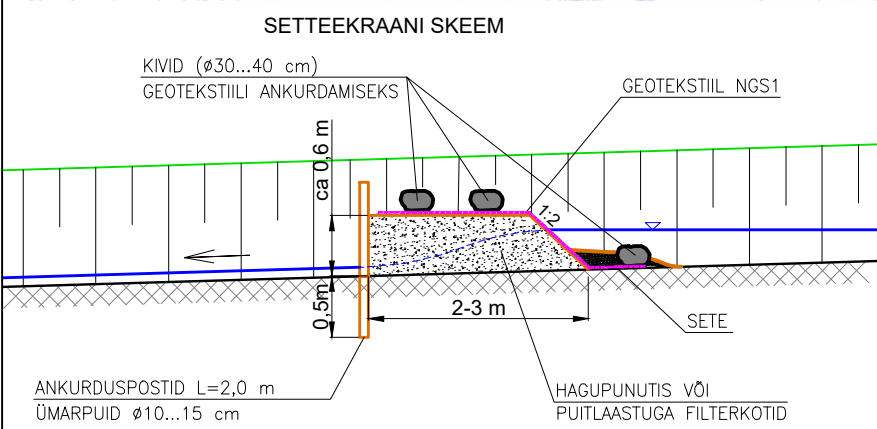 SETTEEKRAANI SKEEM
KIVID (ø30...40 cm)
GEOTEKSTIILI ANKURDAMISEKS
GEOTEKSTIIL NGS1
ca 0,6 m
1:2
0,5m
2-3 m
SETE
ANKURDUSPOSTID L=2,0 m
ÜMARPUID ø10...15 cm
HAGUPUNUTIS VÕI
PUITLAASTUGA FILTERKOTID